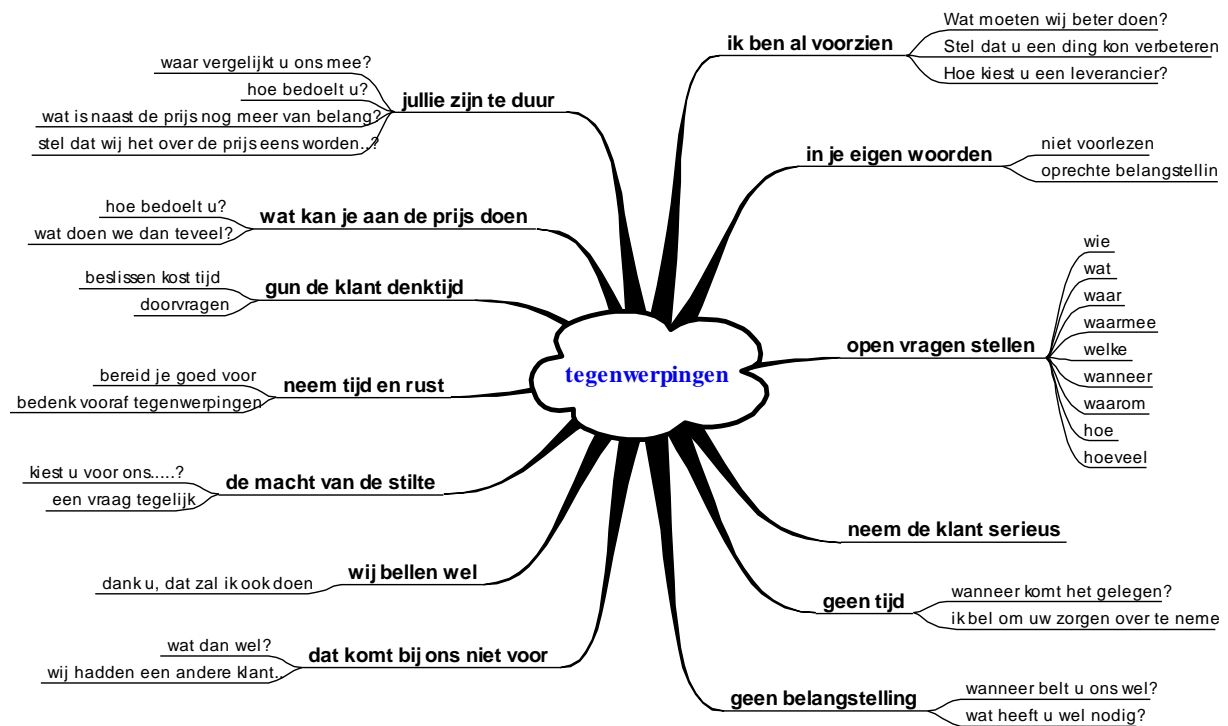 tegenwerpingen
ik ben al voorzien
Wat moeten wij beter doen?
Stel dat u een ding kon verbeteren
Hoe kiest u een leverancier?
in je eigen woorden
niet voorlezen
oprechte belangstellin
open vragen stellen
wie
wat
waar
waarmee
welke
wanneer
waarom
hoe
hoeveel
neem de klant serieus
geen tijd
wanneer komt het gelegen?
ik bel om uw zorgen over te neme
geen belangstelling
wanneer belt u ons wel?
wat heeft u wel nodig?
jullie zijn te duur
waar vergelijkt u ons mee?
hoe bedoelt u?
wat is naast de prijs nog meer van belang?
stel dat wij het over de prijs eens worden..?
wat kan je aan de prijs doen
hoe bedoelt u?
wat doen we dan teveel?
gun de klant denktijd
beslissen kost tijd
doorvragen
neem tijd en rust
bereid je goed voor
bedenk vooraf tegenwerpingen
de macht van de stilte
kiest u voor ons.....?
een vraag tegelijk
wij bellen wel
dank u, dat zal ik ook doen
dat komt bij ons niet voor
wat dan wel?
wij hadden een andere klant..